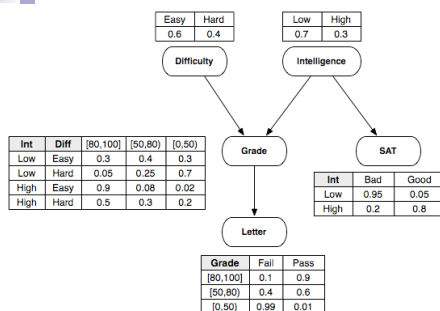 Easy Hard
0.6 0.4
Low High
0.7 0.3
Difficulty
Intelligence
Int Diff [80,100] [50,80) [0,50)
Low Easy 0.3 0.4 0.3
Low Hard 0.05 0.25 0.7
High Easy 0.9 0.08 0.02
High Hard 0.5 0.3 0.2
Grade
SAT
Int Bad Good
Low 0.95 0.05
High 0.2 0.8
Letter
Grade Fail Pass
[80,100] 0.1 0.9
[50,80) 0.4 0.6
[0,50) 0.99 0.01